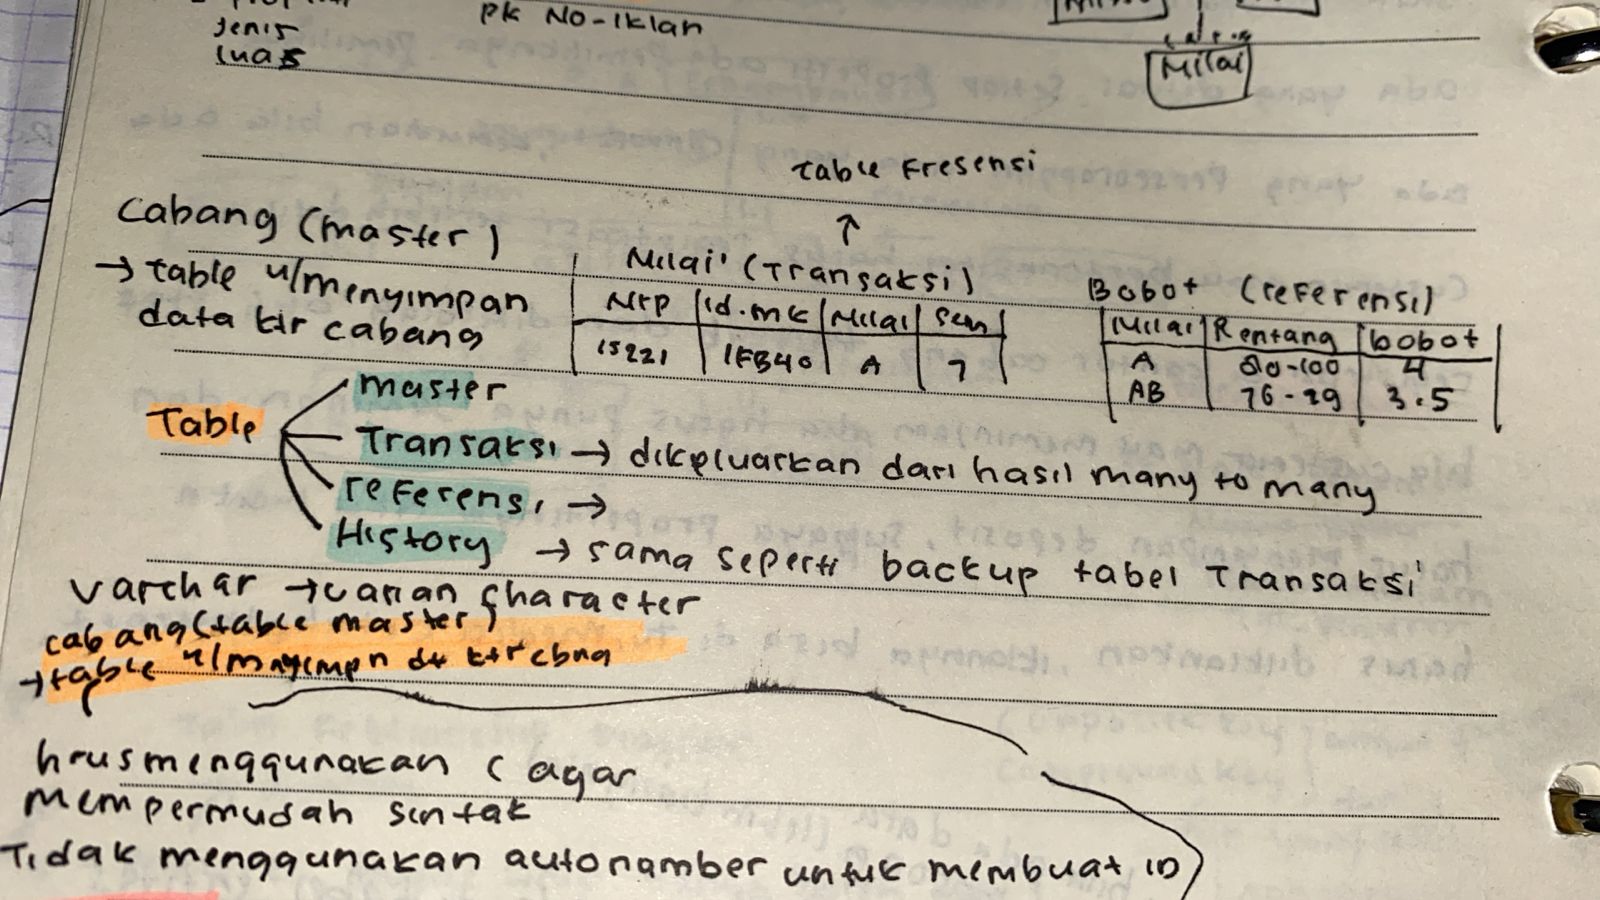 Jenis
luas
PK No-Iklan
Nilai
table Fresensi
↑
Cabang (master)
→ table u/menyimpan
data ktr cabang
Nilai (Transaksi)
Nrp | Id.mk | Nilai | Sem
15221 | IFB40 | A | 7
Bobot (referensi)
Nilai | Rentang | bobot
A | 80-100 | 4
AB | 76-79 | 3.5
Table
master
Transaksi → dikeluarkan dari hasil many to many
referensi →
History → sama seperti backup tabel Transaksi
varchar → varian character
cabang (table master)
→ table u/mnyimpn dt ktr cbng
hrus menggunakan ( agar
mempermudah sintak
Tidak menggunakan autonamber untuk membuat ID)